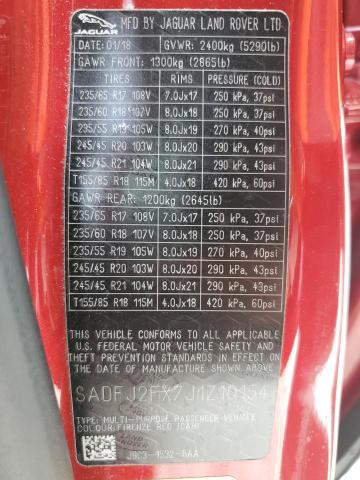 JAGUAR
MFD BY JAGUAR LAND ROVER LTD
DATE: 01/18 GVWR: 2400kg (5290lb)
GAWR FRONT: 1300kg (2865lb)
TIRES RIMS PRESSURE (COLD)
235/65 R17 108V 7.0Jx17 250 kPa, 37psi
235/60 R18 107V 8.0Jx18 250 kPa, 37psi
235/55 R19 105W 8.0Jx19 270 kPa, 40psi
245/45 R20 103W 8.0Jx20 290 kPa, 43psi
245/45 R21 104W 8.0Jx21 290 kPa, 43psi
T155/85 R18 115M 4.0Jx18 420 kPa, 60psi
GAWR REAR: 1200kg (2645lb)
235/65 R17 108V 7.0Jx17 250 kPa, 37psi
235/60 R18 107V 8.0Jx18 250 kPa, 37psi
235/55 R19 105W 8.0Jx19 270 kPa, 40psi
245/45 R20 103W 8.0Jx20 290 kPa, 43psi
245/45 R21 104W 8.0Jx21 290 kPa, 43psi
T155/85 R18 115M 4.0Jx18 420 kPa, 60psi
THIS VEHICLE CONFORMS TO ALL APPLICABLE
U.S. FEDERAL MOTOR VEHICLE SAFETY,
BUMPER AND THEFT PREVENTION
STANDARDS IN EFFECT ON THE
DATE OF MANUFACTURE SHOWN ABOVE.
SADFJ2FX7J1Z10154
TYPE: MULTI-PURPOSE PASSENGER VEHICLE
COLOUR: FIRENZE RED (CAH)
J9C3-1532-BAA